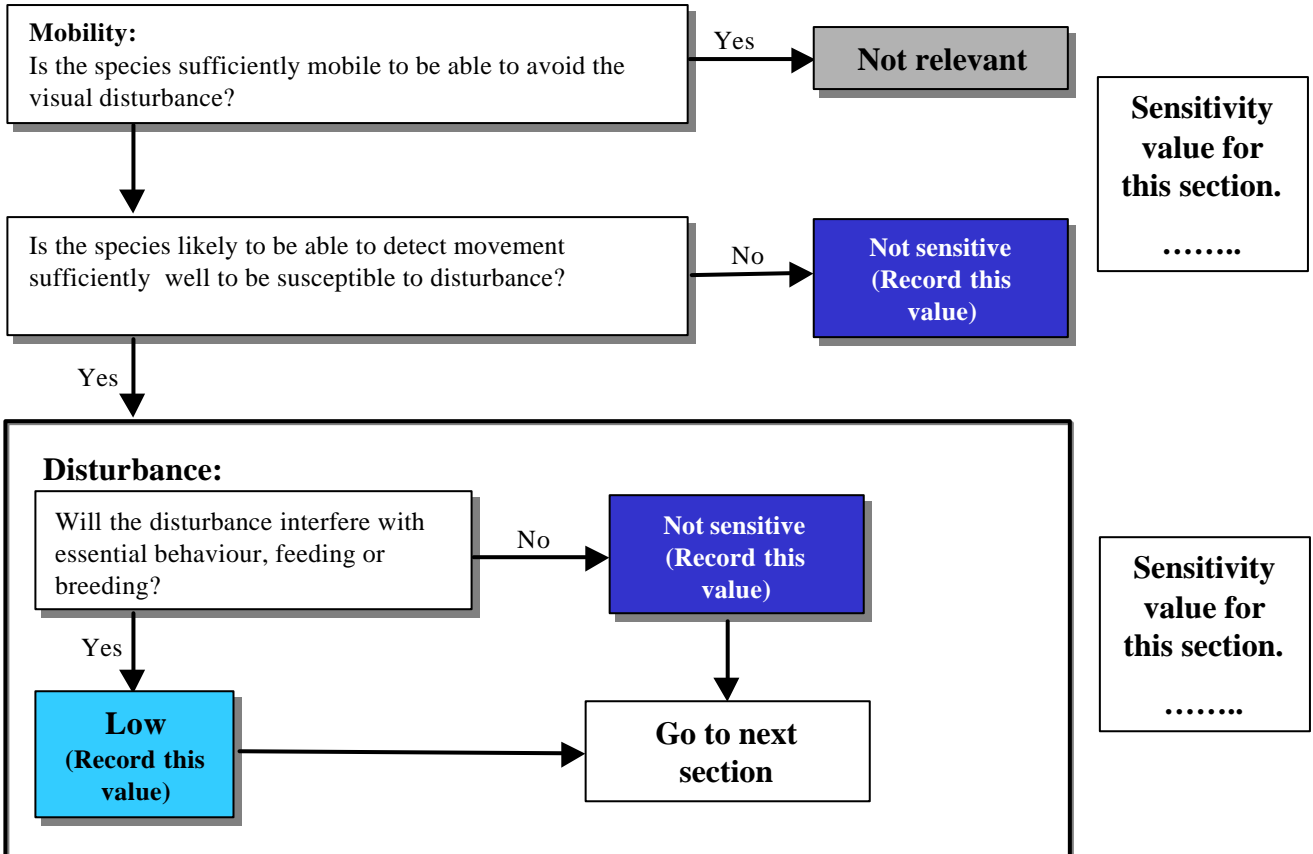 Mobility:
Is the species sufficiently mobile to be able to avoid the
visual disturbance?
Yes
Not relevant
Sensitivity
value for
this section.
……..
Is the species likely to be able to detect movement
sufficiently well to be susceptible to disturbance?
No
Not sensitive
(Record this
value)
Yes
Disturbance:
Will the disturbance interfere with
essential behaviour, feeding or
breeding?
No
Not sensitive
(Record this
value)
Sensitivity
value for
this section.
……..
Yes
Low
(Record this
value)
Go to next
section